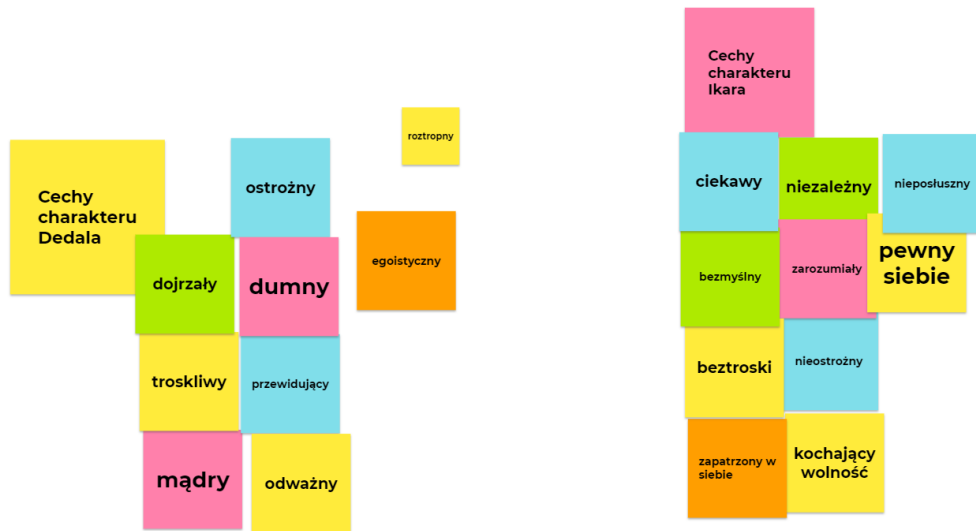 Cechy
charakteru
Dedala
ostrożny
roztropny
dojrzały
dumny
egoistyczny
troskliwy
przewidujący
mądry
odważny
Cechy
charakteru
Ikara
ciekawy
niezależny
nieposłuszny
bezmyślny
zarozumiały
pewny
siebie
beztroski
nieostrożny
zapatrzony w
siebie
kochający
wolność